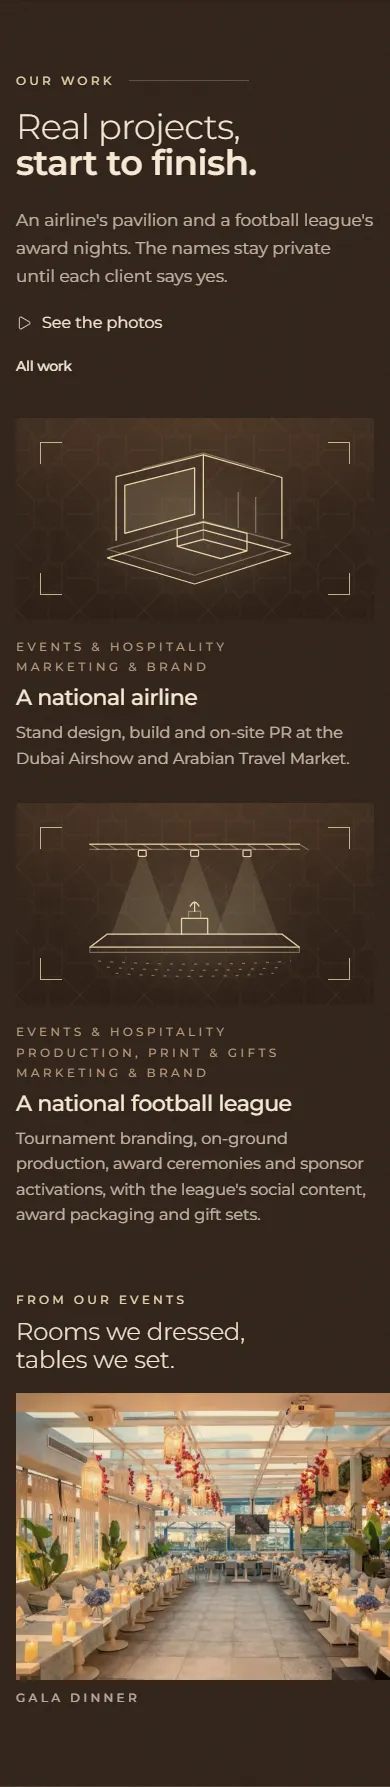 OUR WORK
Real projects,
start to finish.
An airline's pavilion and a football league's
award nights. The names stay private
until each client says yes.
See the photos
All work
EVENTS & HOSPITALITY
MARKETING & BRAND
A national airline
Stand design, build and on-site PR at the
Dubai Airshow and Arabian Travel Market.
EVENTS & HOSPITALITY
PRODUCTION, PRINT & GIFTS
MARKETING & BRAND
A national football league
Tournament branding, on-ground
production, award ceremonies and sponsor
activations, with the league's social content,
award packaging and gift sets.
FROM OUR EVENTS
Rooms we dressed,
tables we set.
GALA DINNER